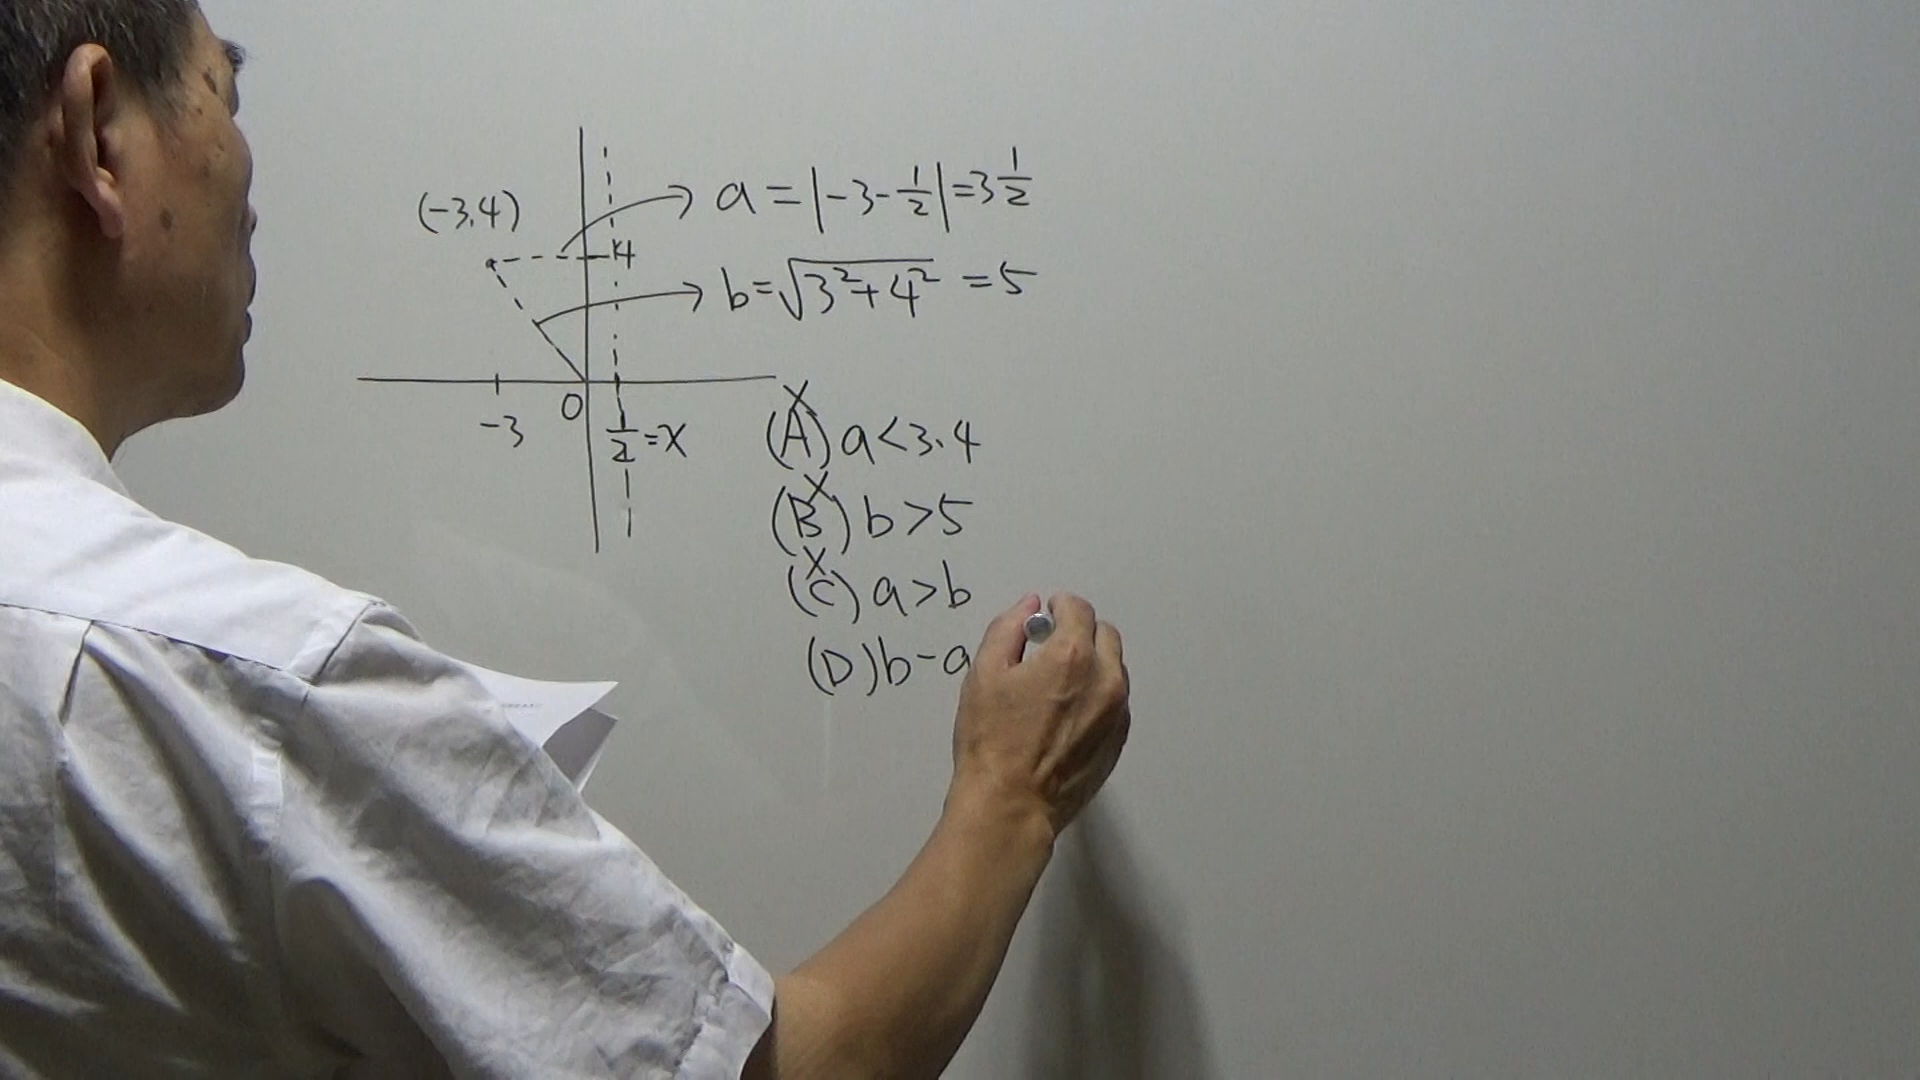 (-3,4)
a = |-3-1/2| = 3 1/2
4
b = √(3²+4²) = 5
-3
0
1/2 = x
X
(A) a < 3.4
X
(B) b > 5
X
(C) a > b
(D) b - a